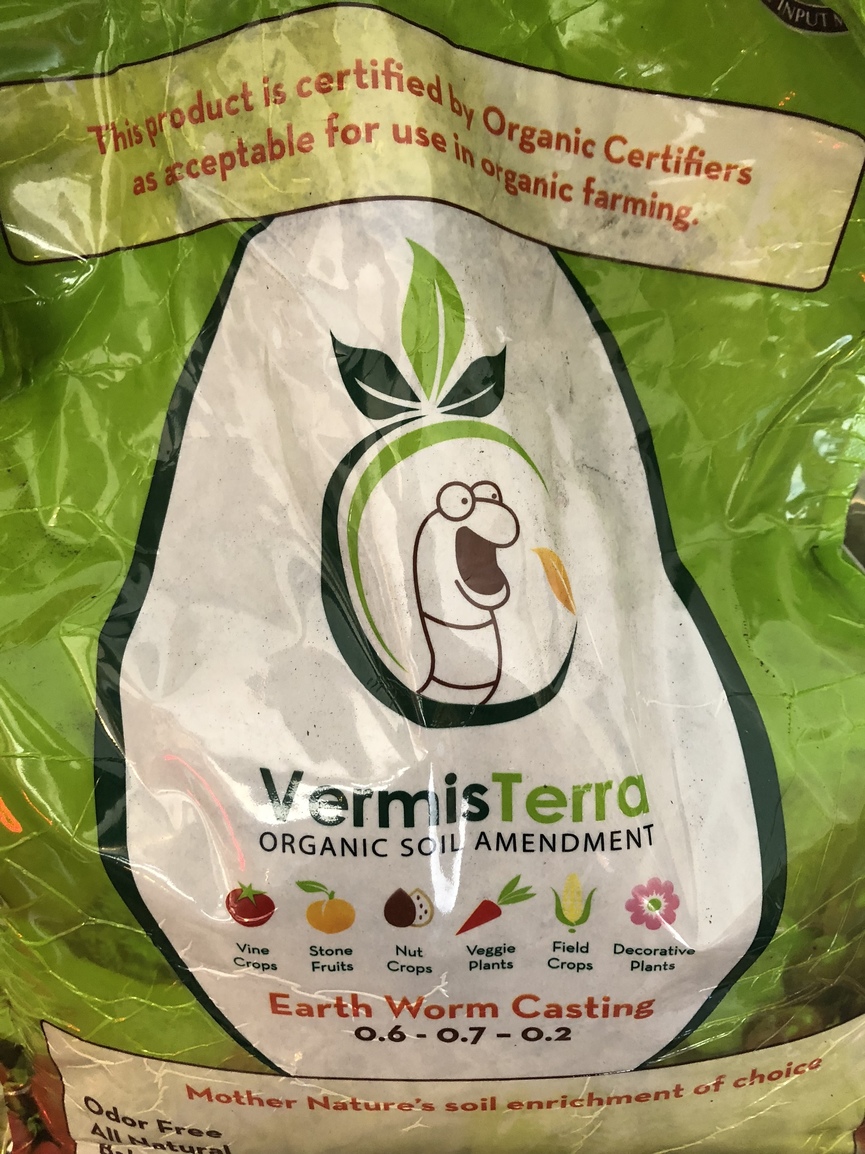 INPUT
This product is certified by Organic Certifiers
as acceptable for use in organic farming.
VermisTerra
ORGANIC SOIL AMENDMENT
Vine Crops
Stone Fruits
Nut Crops
Veggie Plants
Field Crops
Decorative Plants
Earth Worm Casting
0.6 - 0.7 – 0.2
Mother Nature's soil enrichment of choice
Odor Free
All Natural